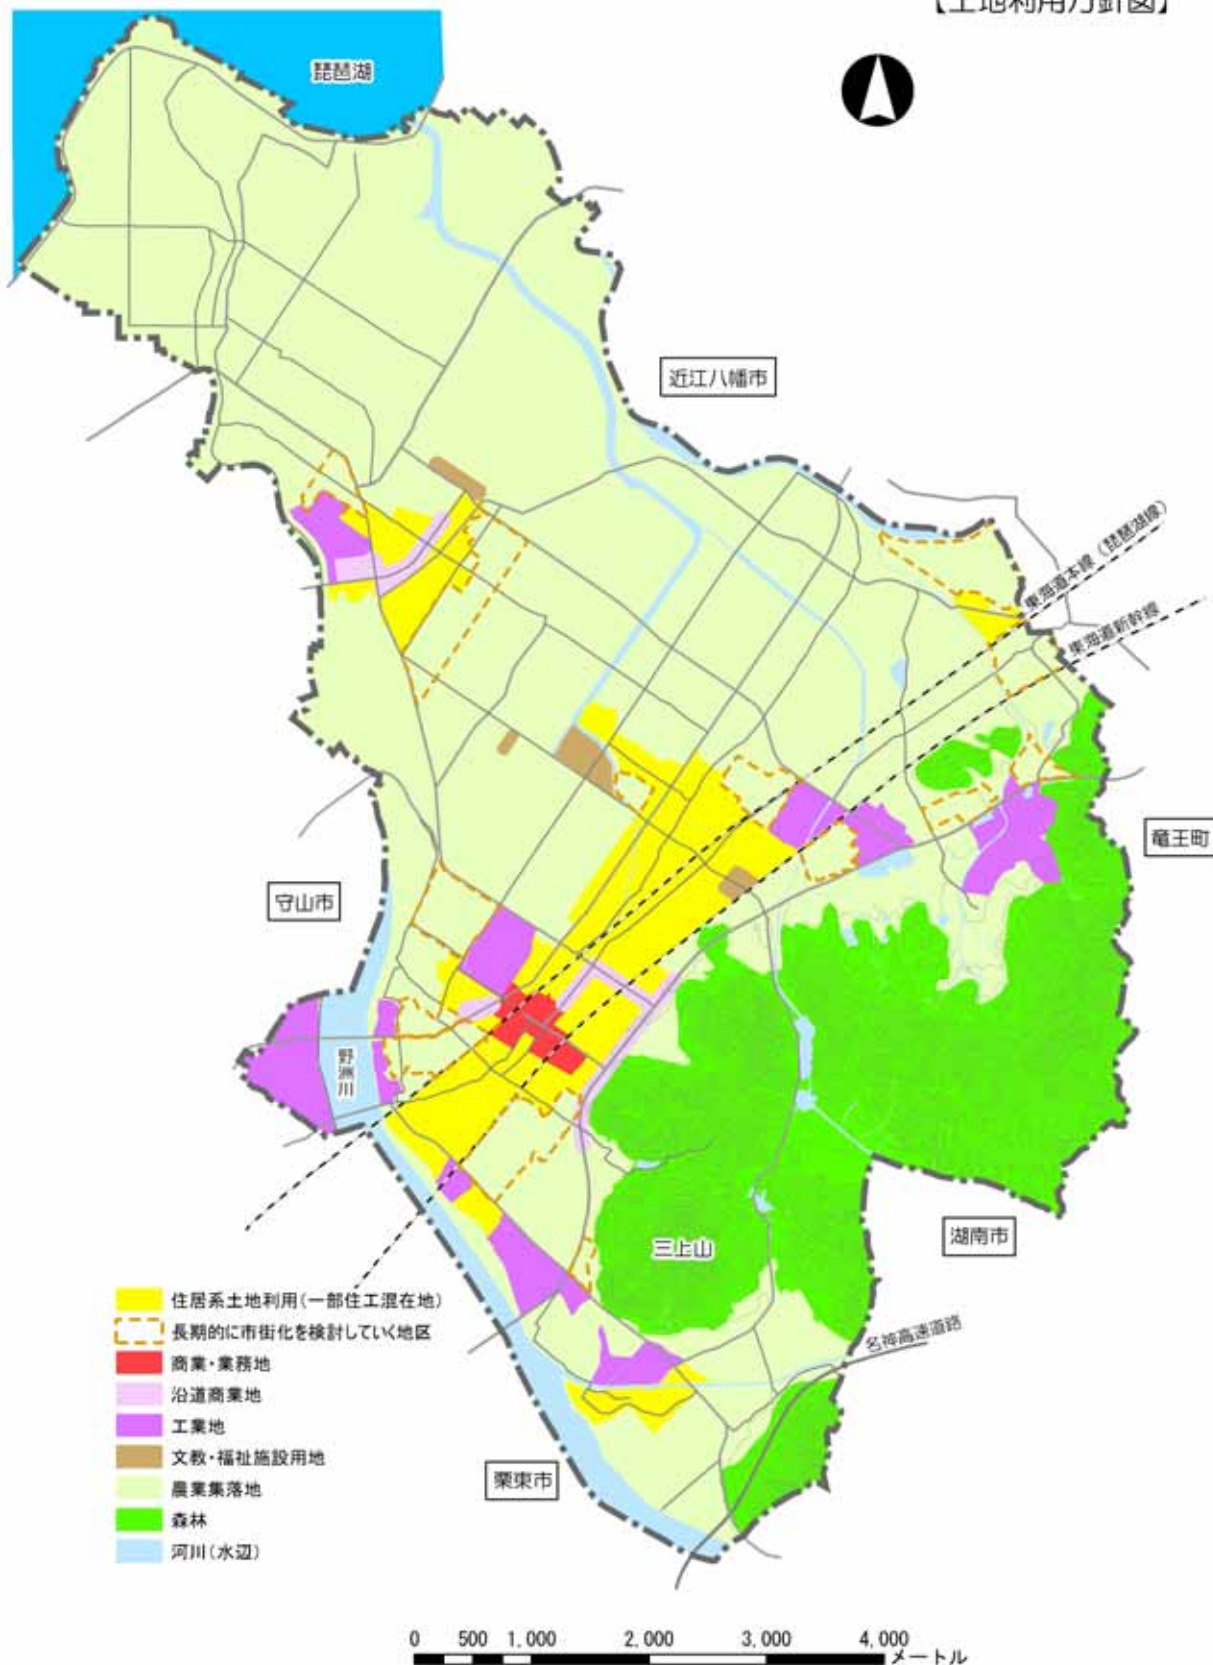 【土地利用方針図】
琵琶湖
近江八幡市
東海道本線（琵琶湖線）
東海道新幹線
竜王町
守山市
野洲川
湖南市
三上山
名神高速道路
栗東市
住居系土地利用(一部住工混在地)
長期的に市街化を検討していく地区
商業・業務地
沿道商業地
工業地
文教・福祉施設用地
農業集落地
森林
河川(水辺)
0 500 1,000 2,000 3,000 4,000
メートル